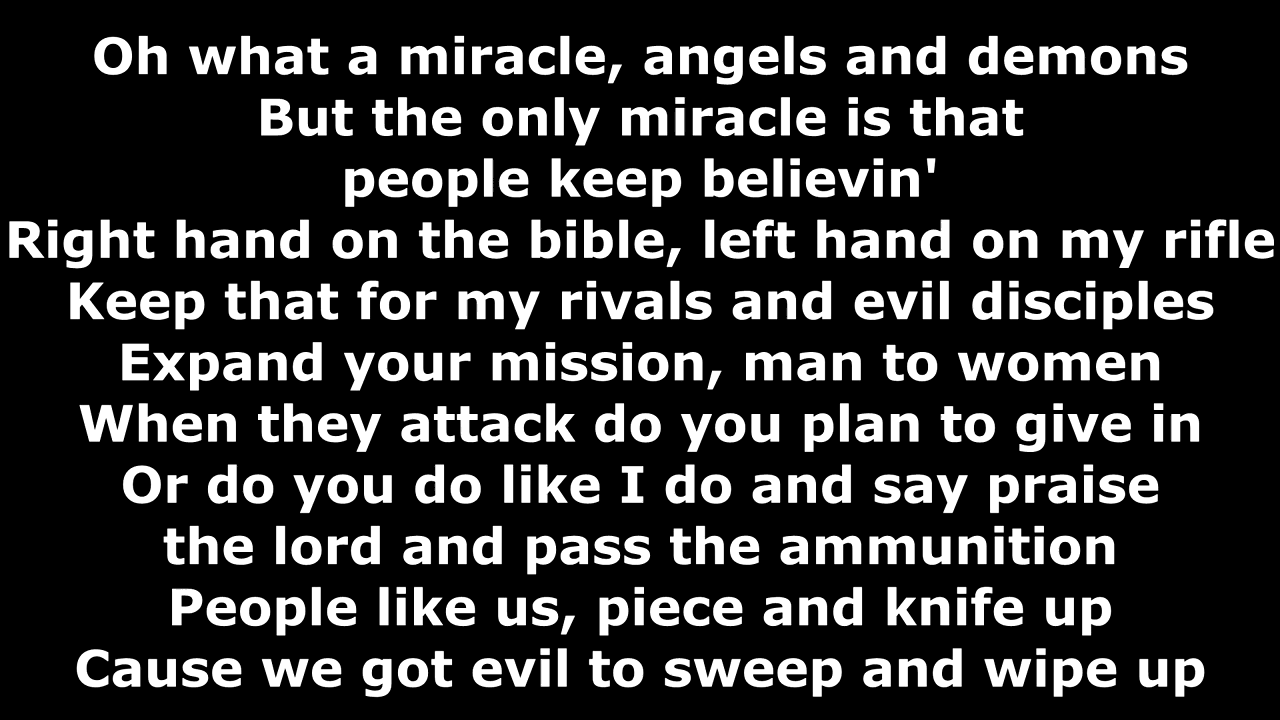 Oh what a miracle, angels and demons
But the only miracle is that
people keep believin'
Right hand on the bible, left hand on my rifle
Keep that for my rivals and evil disciples
Expand your mission, man to women
When they attack do you plan to give in
Or do you do like I do and say praise
the lord and pass the ammunition
People like us, piece and knife up
Cause we got evil to sweep and wipe up